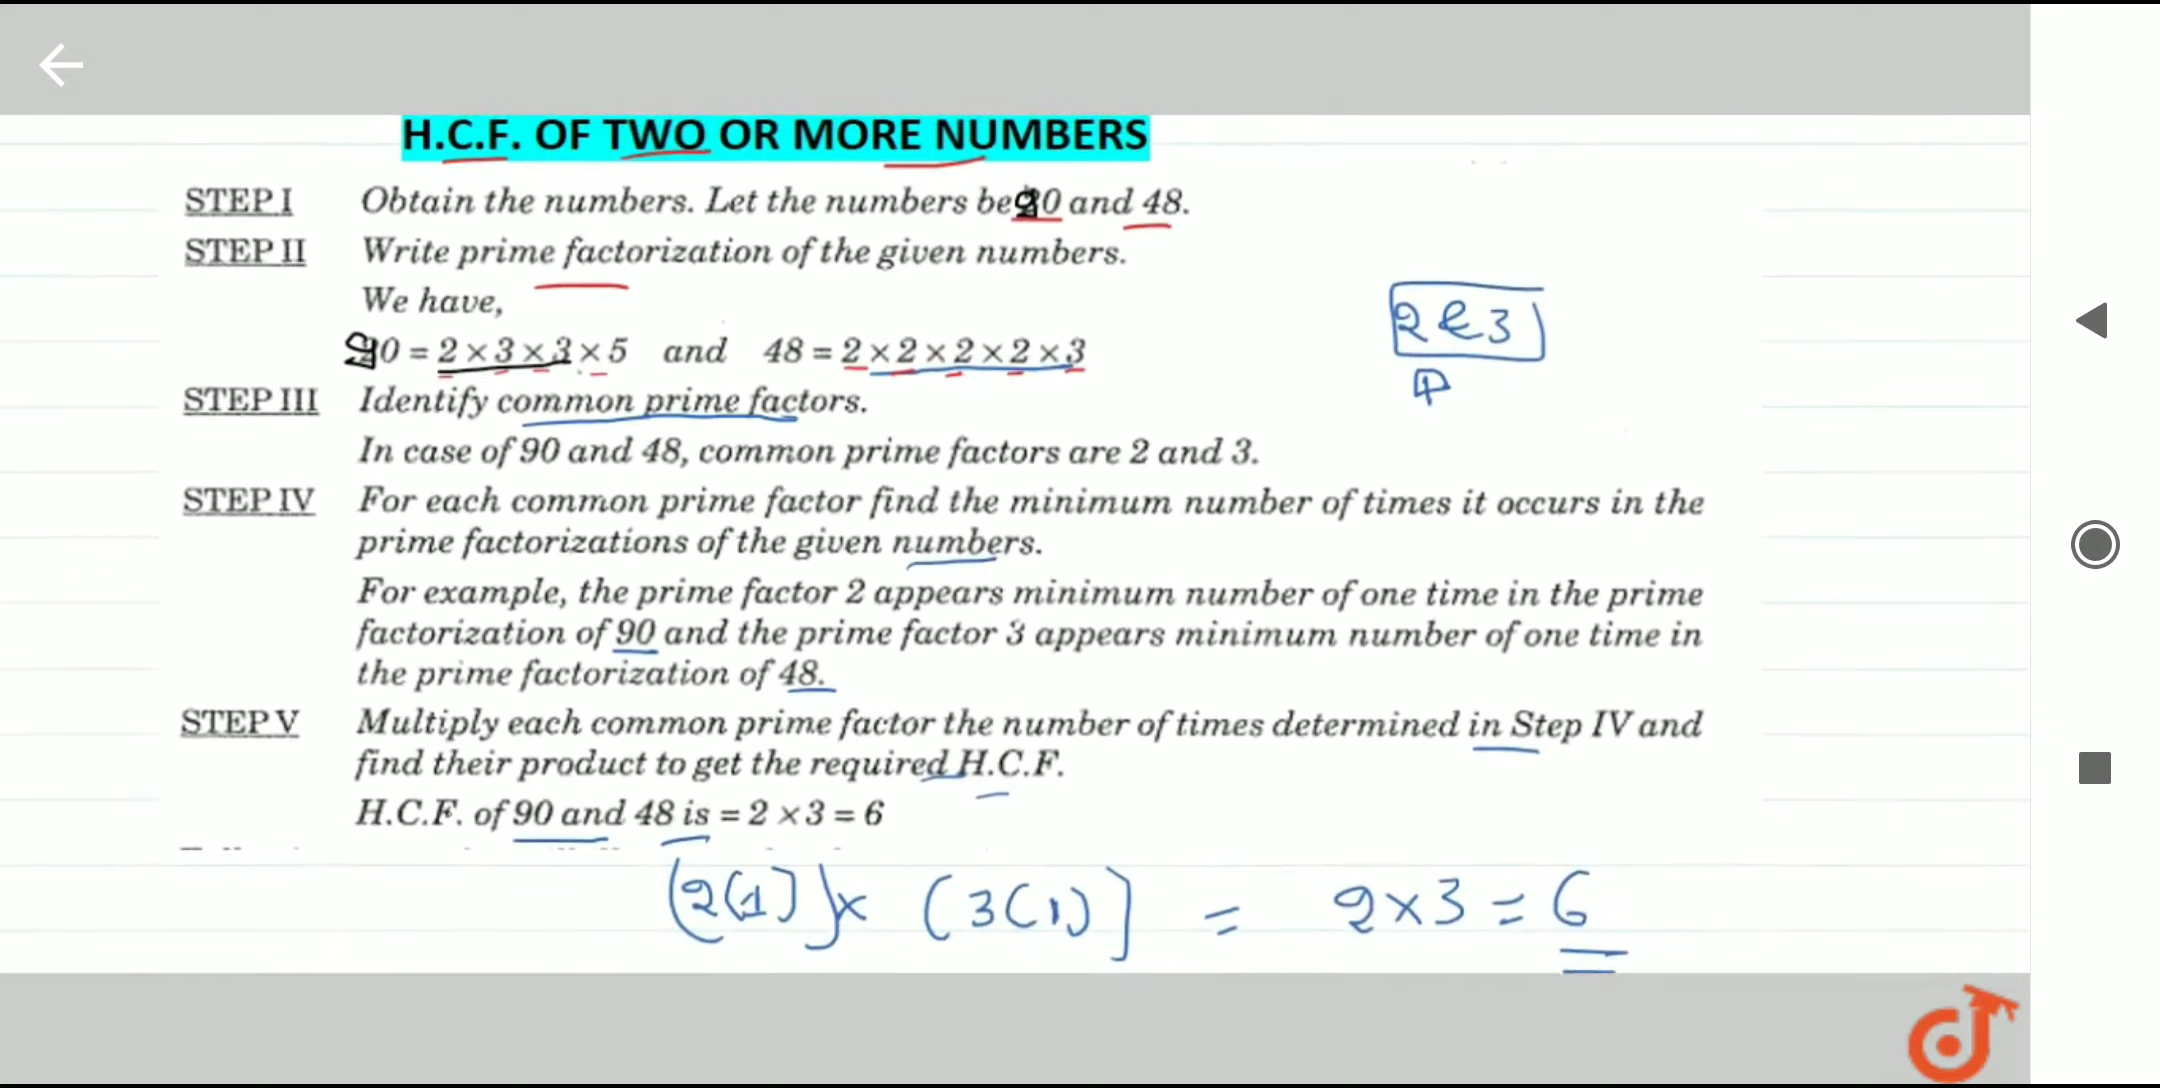 H.C.F. OF TWO OR MORE NUMBERS
STEP I Obtain the numbers. Let the numbers be 90 and 48.
STEP II Write prime factorization of the given numbers.
We have,
90 = 2 × 3 × 3 × 5 and 48 = 2 × 2 × 2 × 2 × 3
2 & 3
STEP III Identify common prime factors.
In case of 90 and 48, common prime factors are 2 and 3.
STEP IV For each common prime factor find the minimum number of times it occurs in the
prime factorizations of the given numbers.
For example, the prime factor 2 appears minimum number of one time in the prime
factorization of 90 and the prime factor 3 appears minimum number of one time in
the prime factorization of 48.
STEP V Multiply each common prime factor the number of times determined in Step IV and
find their product to get the required H.C.F.
H.C.F. of 90 and 48 is = 2 × 3 = 6
(2(1)) × (3(1)) = 2 × 3 = 6